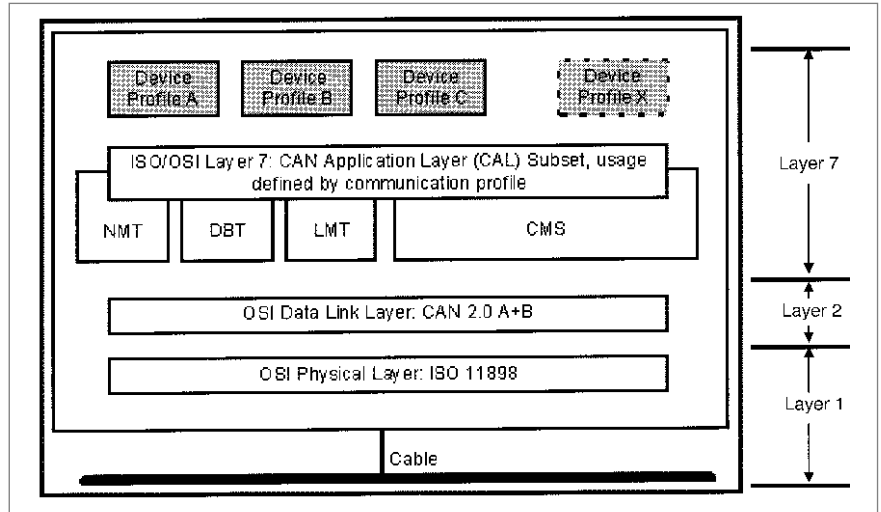 Device
Profile A
Device
Profile B
Device
Profile C
Device
Profile X
ISO/OSI Layer 7: CAN Application Layer (CAL) Subset, usage
defined by communication profile
NMT
DBT
LMT
CMS
OSI Data Link Layer: CAN 2.0 A+B
OSI Physical Layer: ISO 11898
Cable
Layer 7
Layer 2
Layer 1